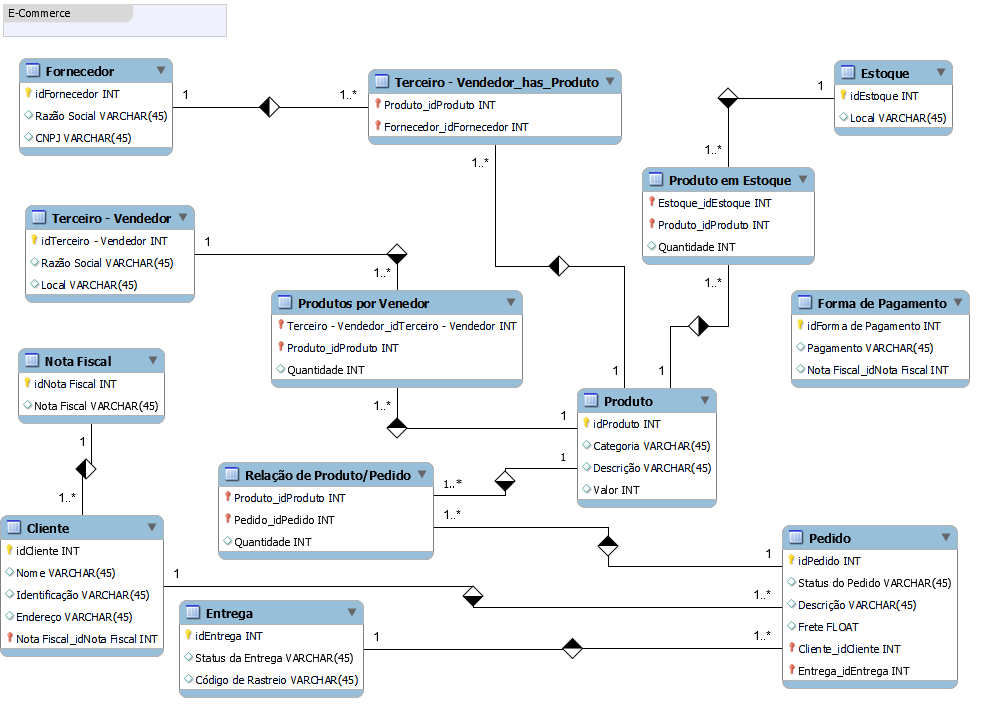 E-Commerce
Fornecedor
idFornecedor INT
Razão Social VARCHAR(45)
CNPJ VARCHAR(45)
1
1..*
Terceiro - Vendedor_has_Produto
Produto_idProduto INT
Fornecedor_idFornecedor INT
1..*
1
Estoque
idEstoque INT
Local VARCHAR(45)
1
1..*
Produto em Estoque
Estoque_idEstoque INT
Produto_idProduto INT
Quantidade INT
1..*
1
Terceiro - Vendedor
idTerceiro - Vendedor INT
Razão Social VARCHAR(45)
Local VARCHAR(45)
1
1..*
Produtos por Venedor
Terceiro - Vendedor_idTerceiro - Vendedor INT
Produto_idProduto INT
Quantidade INT
1..*
1
Forma de Pagamento
idForma de Pagamento INT
Pagamento VARCHAR(45)
Nota Fiscal_idNota Fiscal INT
Nota Fiscal
idNota Fiscal INT
Nota Fiscal VARCHAR(45)
1
1..*
Produto
idProduto INT
Categoria VARCHAR(45)
Descrição VARCHAR(45)
Valor INT
1
1..*
Relação de Produto/Pedido
Produto_idProduto INT
Pedido_idPedido INT
Quantidade INT
1..*
1
Cliente
idCliente INT
Nome VARCHAR(45)
Identificação VARCHAR(45)
Endereço VARCHAR(45)
Nota Fiscal_idNota Fiscal INT
1
1..*
Entrega
idEntrega INT
Status da Entrega VARCHAR(45)
Código de Rastreio VARCHAR(45)
1
1..*
Pedido
idPedido INT
Status do Pedido VARCHAR(45)
Descrição VARCHAR(45)
Frete FLOAT
Cliente_idCliente INT
Entrega_idEntrega INT